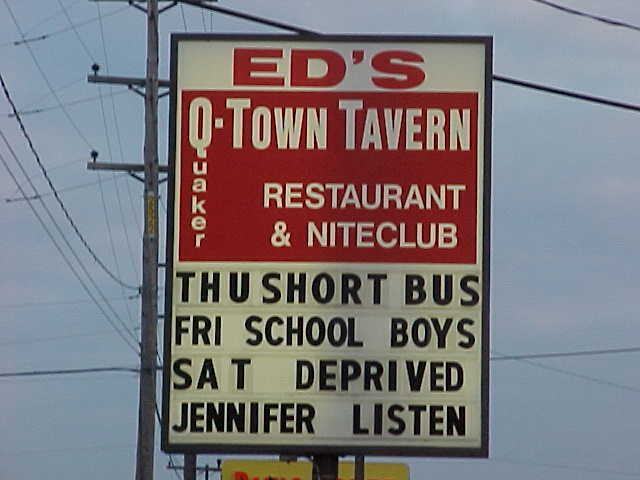 ED'S
Q-TOWN TAVERN
Quaker
RESTAURANT
& NITECLUB
THU SHORT BUS
FRI SCHOOL BOYS
SAT DEPRIVED
JENNIFER LISTEN